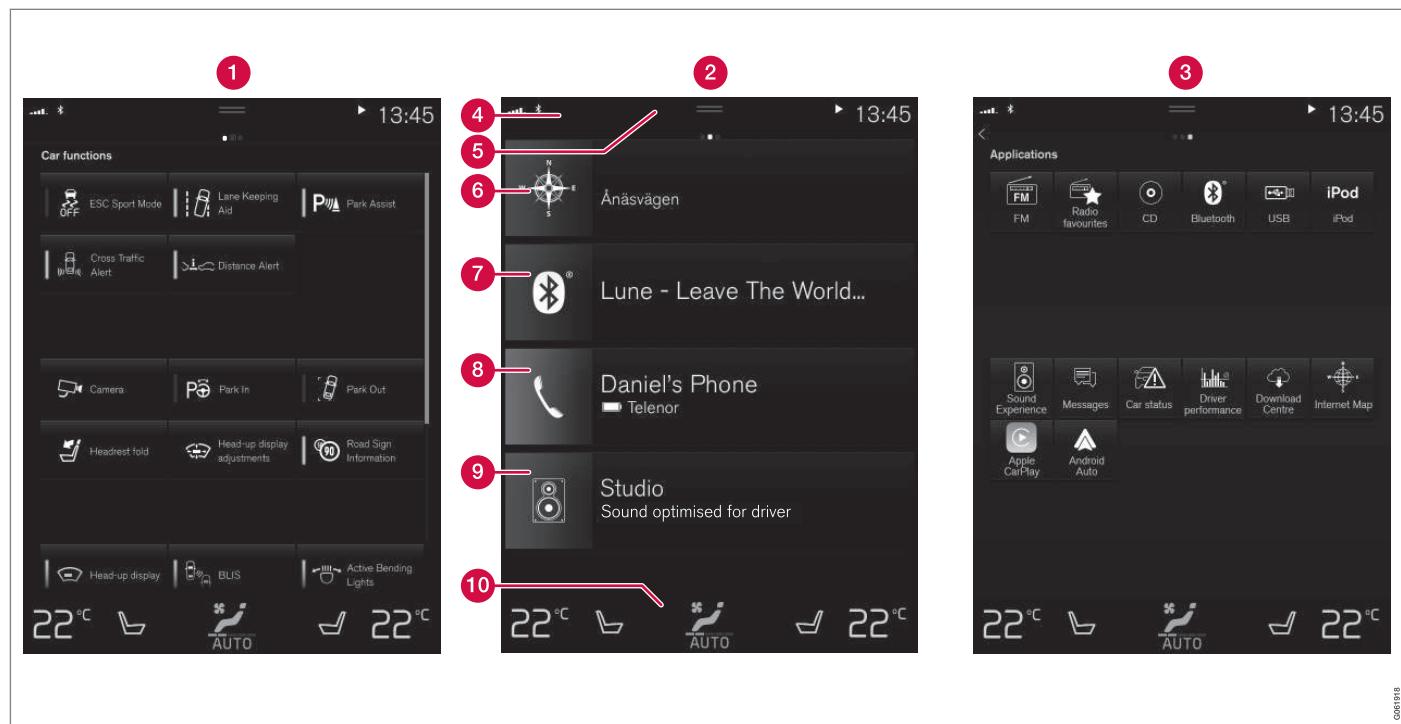 1
2
3
13:45
Car functions
OFF
ESC Sport Mode
Lane Keeping
Aid
P
Park Assist
Cross Traffic
Alert
Distance Alert
Camera
P
Park In
Park Out
Headrest fold
Head-up display
adjustments
90
Road Sign
Information
Head-up display
BLIS
Active Bending
Lights
22°C
AUTO
22°C
4
5
6
7
8
9
10
13:45
N
W
E
S
Ånäsvägen
®
Lune - Leave The World...
Daniel's Phone
Telenor
Studio
Sound optimised for driver
22°C
AUTO
22°C
13:45
Applications
FM
FM
Radio
favourites
CD
®
Bluetooth
USB
iPod
iPod
Sound
Experience
Messages
Car status
Driver
performance
Download
Centre
Internet Map
Apple
CarPlay
Android
Auto
22°C
AUTO
22°C
G061918